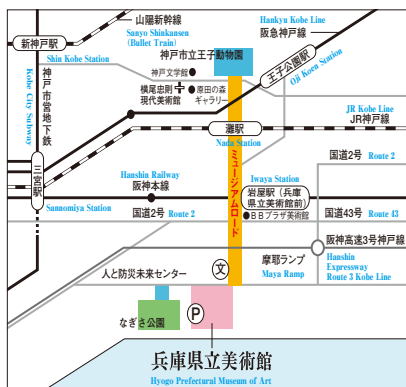 山陽新幹線
Sanyo Shinkansen
(Bullet Train)
Hankyu Kobe Line
阪急神戸線
新神戸駅
Shin Kobe Station
神戸市立王子動物園
王子公園駅
Oji Koen Station
神戸文学館
横尾忠則
現代美術館
原田の森
ギャラリー
神戸市営地下鉄
Kobe City Subway
JR Kobe Line
JR神戸線
灘駅
Nada Station
ミュージアムロード
国道2号 Route 2
三宮駅
Sannomiya Station
Hanshin Railway
阪神本線
Iwaya Station
岩屋駅(兵庫
県立美術館前)
BBプラザ美術館
国道2号 Route 2
国道43号 Route 43
阪神高速3号神戸線
Hanshin
Expressway
Route 3 Kobe Line
摩耶ランプ
Maya Ramp
人と防災未来センター
文
なぎさ公園
P
兵庫県立美術館
Hyogo Prefectural Museum of Art